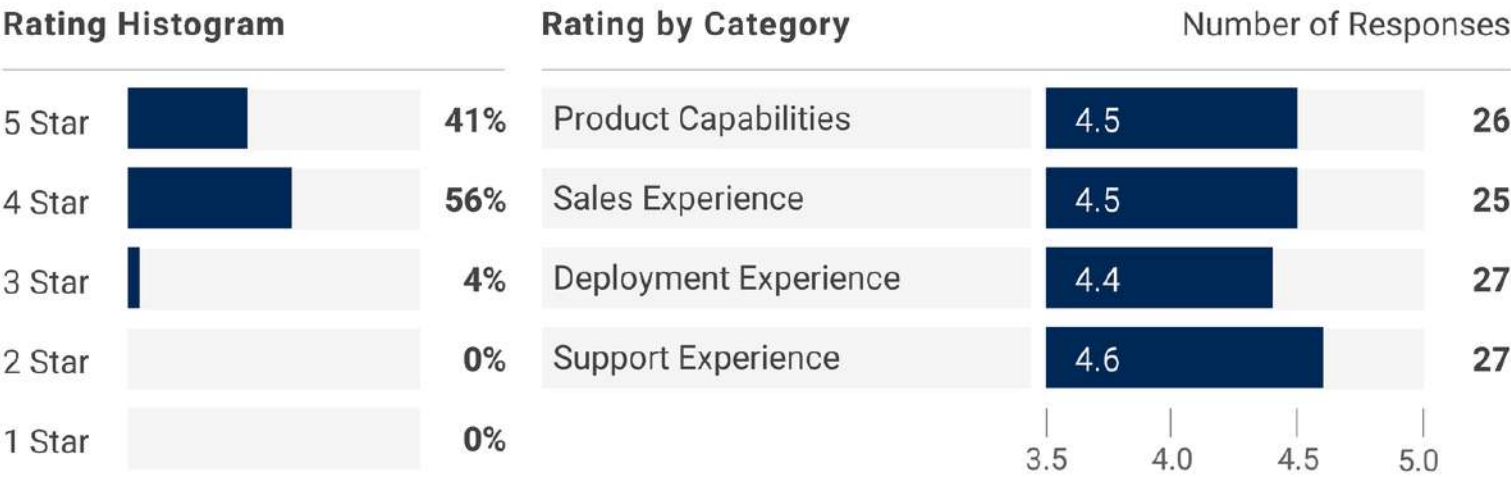 Rating Histogram
5 Star 41%
4 Star 56%
3 Star 4%
2 Star 0%
1 Star 0%
Rating by Category Number of Responses
Product Capabilities 4.5 26
Sales Experience 4.5 25
Deployment Experience 4.4 27
Support Experience 4.6 27
3.5 4.0 4.5 5.0